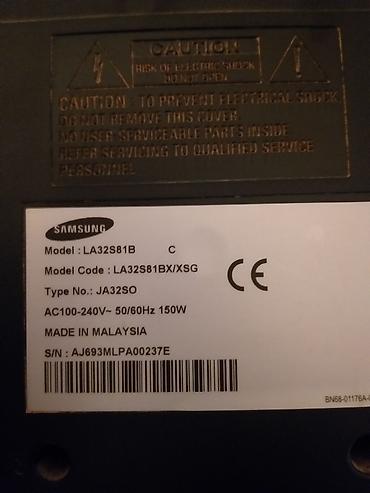 CAUTION
RISK OF ELECTRIC SHOCK
DO NOT OPEN
CAUTION : TO PREVENT ELECTRICAL SHOCK,
DO NOT REMOVE THIS COVER.
NO USER SERVICEABLE PARTS INSIDE
REFER SERVICING TO QUALIFIED SERVICE
PERSONNEL
SAMSUNG
Model : LA32S81B C
Model Code : LA32S81BX/XSG
Type No.: JA32SO
AC100-240V~ 50/60Hz 150W
MADE IN MALAYSIA
S/N : AJ693MLPA00237E
CE